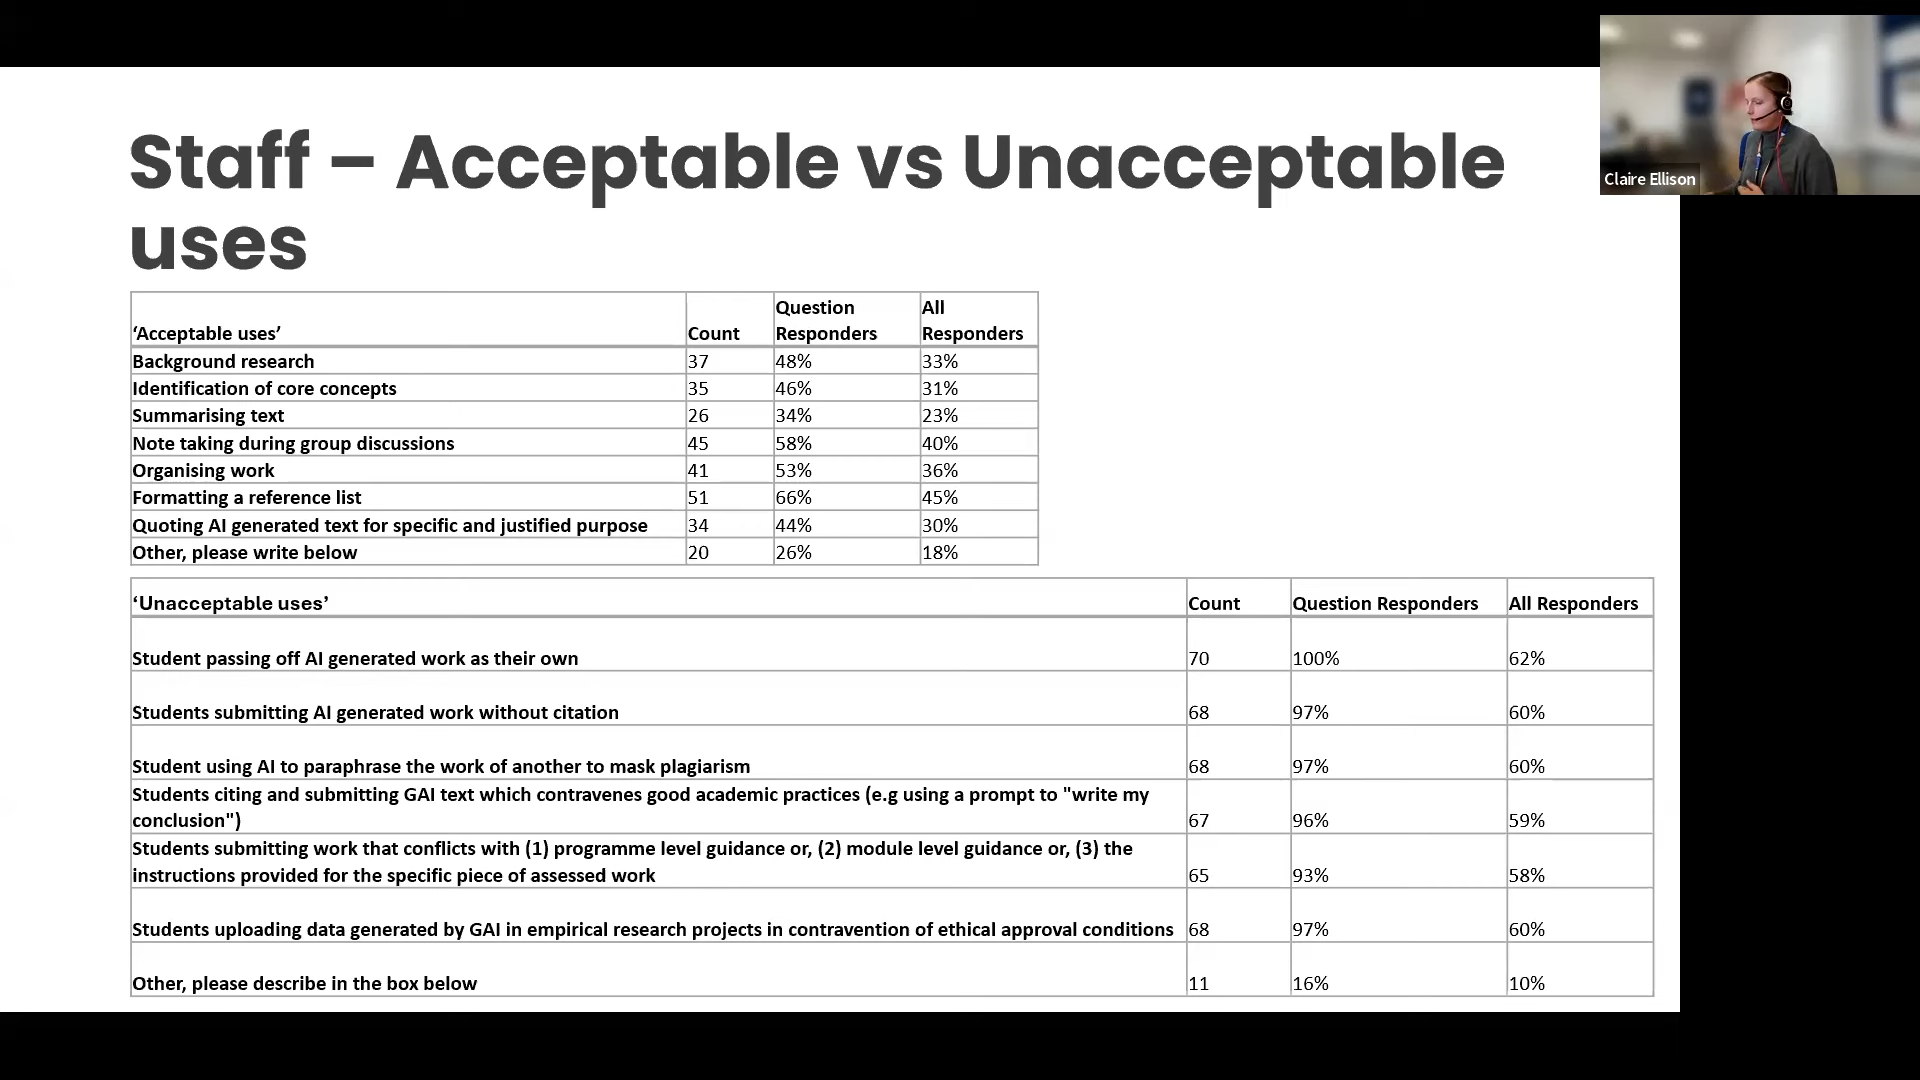 Staff – Acceptable vs Unacceptable
uses
Claire Ellison
‘Acceptable uses’ Count Question Responders All Responders
Background research 37 48% 33%
Identification of core concepts 35 46% 31%
Summarising text 26 34% 23%
Note taking during group discussions 45 58% 40%
Organising work 41 53% 36%
Formatting a reference list 51 66% 45%
Quoting AI generated text for specific and justified purpose 34 44% 30%
Other, please write below 20 26% 18%
‘Unacceptable uses’ Count Question Responders All Responders
Student passing off AI generated work as their own 70 100% 62%
Students submitting AI generated work without citation 68 97% 60%
Student using AI to paraphrase the work of another to mask plagiarism 68 97% 60%
Students citing and submitting GAI text which contravenes good academic practices (e.g using a prompt to "write my
conclusion") 67 96% 59%
Students submitting work that conflicts with (1) programme level guidance or, (2) module level guidance or, (3) the
instructions provided for the specific piece of assessed work 65 93% 58%
Students uploading data generated by GAI in empirical research projects in contravention of ethical approval conditions 68 97% 60%
Other, please describe in the box below 11 16% 10%